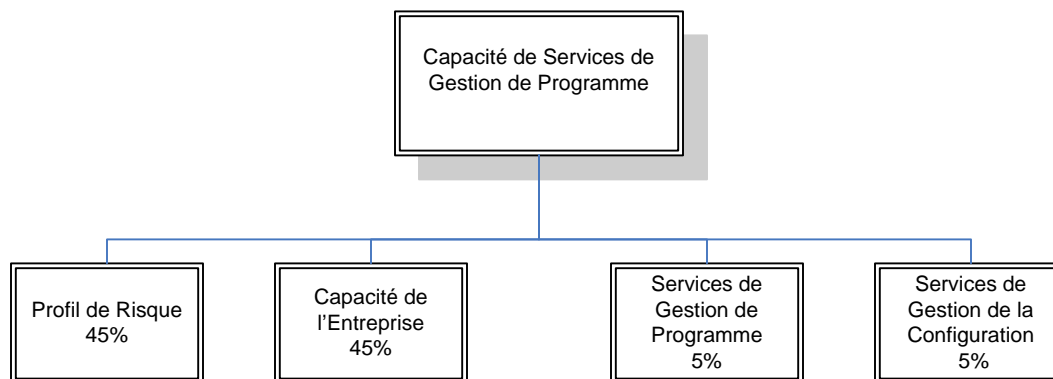 Capacité de Services de
Gestion de Programme
Profil de Risque
45%
Capacité de
l’Entreprise
45%
Services de
Gestion de
Programme
5%
Services de
Gestion de la
Configuration
5%